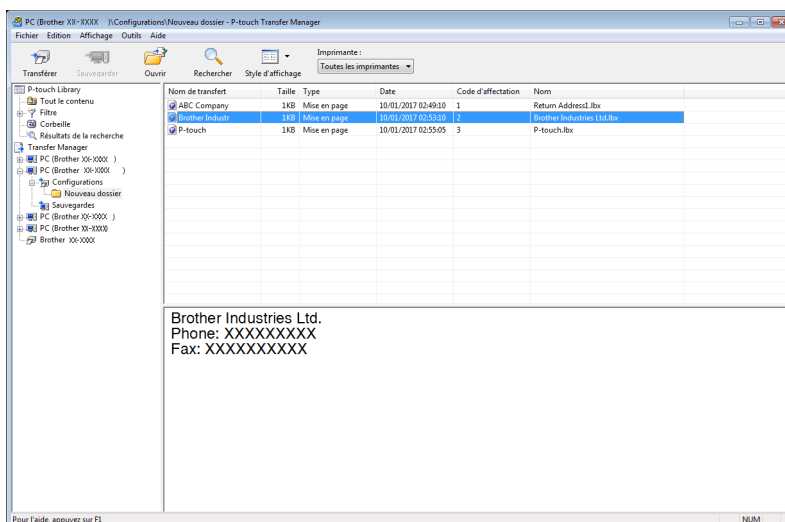 PC (Brother XX-XXXX )\Configurations\Nouveau dossier - P-touch Transfer Manager
Fichier Edition Affichage Outils Aide
Imprimante :
Toutes les imprimantes
Transférer Sauvegarder Ouvrir Rechercher Style d'affichage
P-touch Library
Tout le contenu
Filtre
Corbeille
Résultats de la recherche
Transfer Manager
PC (Brother XX-XXXX )
PC (Brother XX-XXXX )
Configurations
Nouveau dossier
Sauvegardes
PC (Brother XX-XXXX )
PC (Brother XX-XXXX)
Brother XX-XXXX
Nom de transfert Taille Type Date Code d'affectation Nom
ABC Company 1KB Mise en page 10/01/2017 02:49:10 1 Return Address1.lbx
Brother Industr 1KB Mise en page 10/01/2017 02:53:10 2 Brother Industries Ltd.lbx
P-touch 1KB Mise en page 10/01/2017 02:55:05 3 P-touch.lbx
Brother Industries Ltd.
Phone: XXXXXXXXX
Fax: XXXXXXXXXX
Pour l'aide, appuyez sur F1 NUM